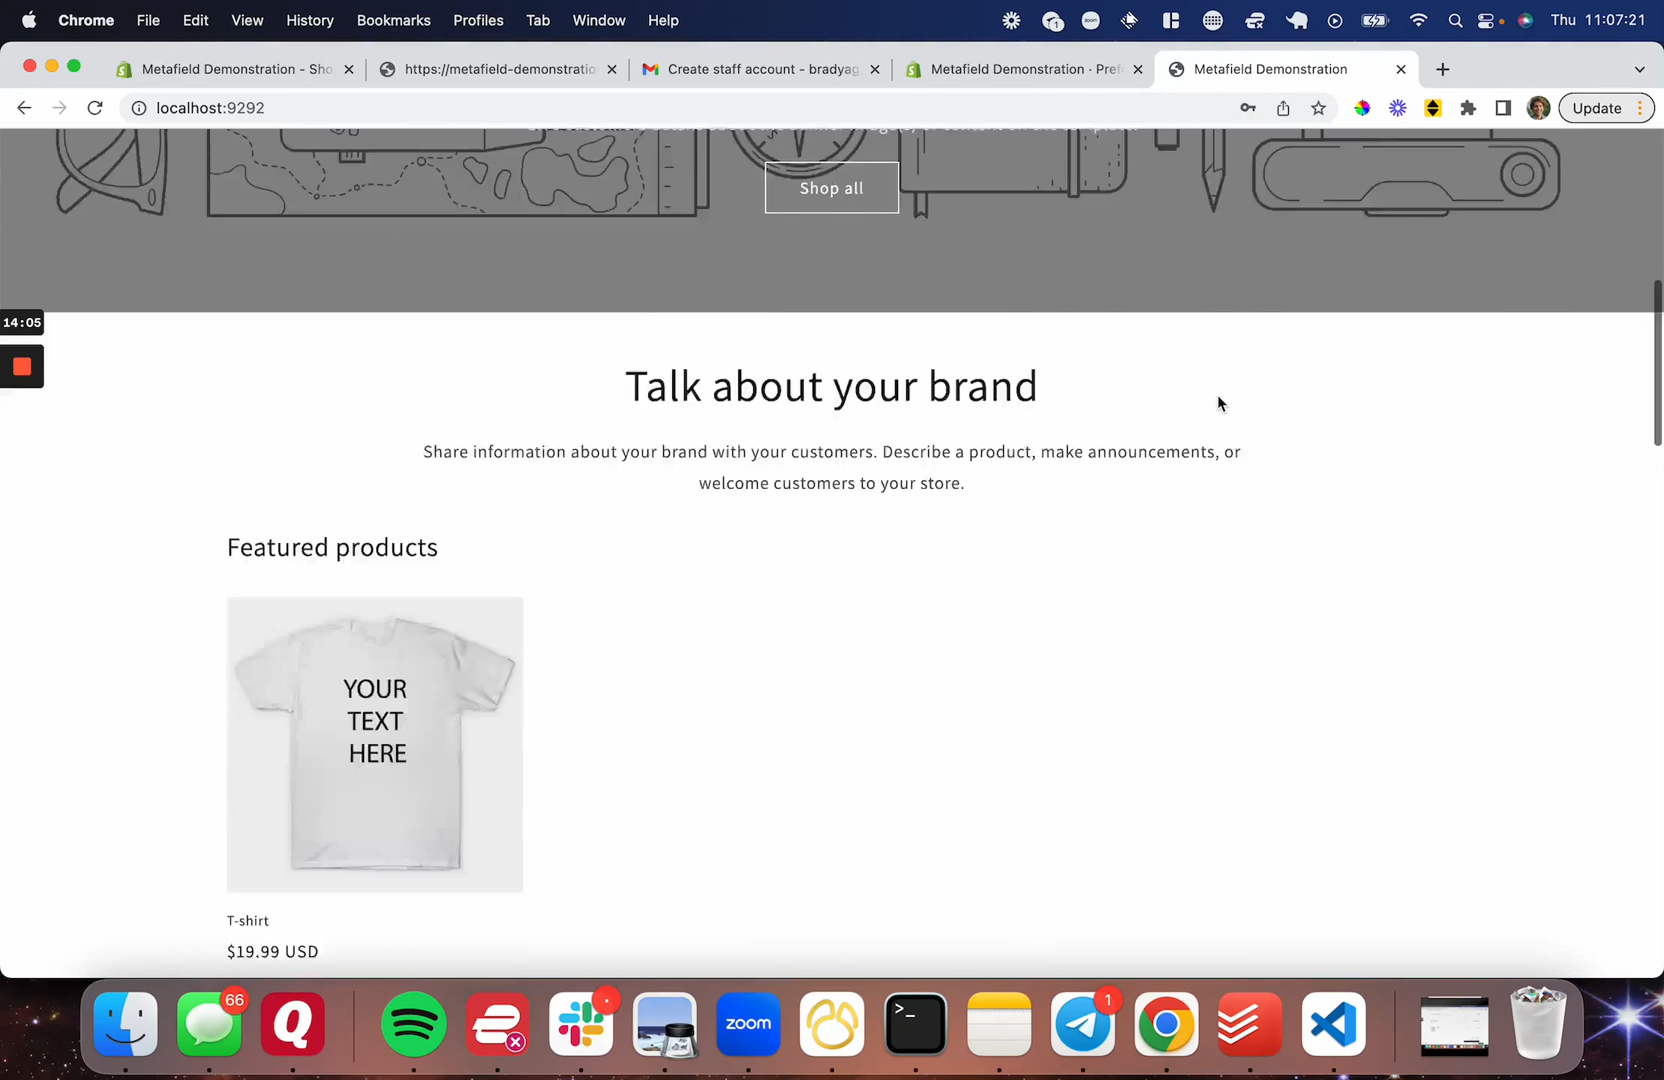 Chrome File Edit View History Bookmarks Profiles Tab Window Help
1
zoom
Thu 11:07:21
Metafield Demonstration - Sho
https://metafield-demonstratio
Create staff account - bradyag
Metafield Demonstration · Pref
Metafield Demonstration
localhost:9292
Update
Shop all
14:05
Talk about your brand
Share information about your brand with your customers. Describe a product, make announcements, or
welcome customers to your store.
Featured products
YOUR
TEXT
HERE
T-shirt
$19.99 USD
66
Q
zoom
>_
1